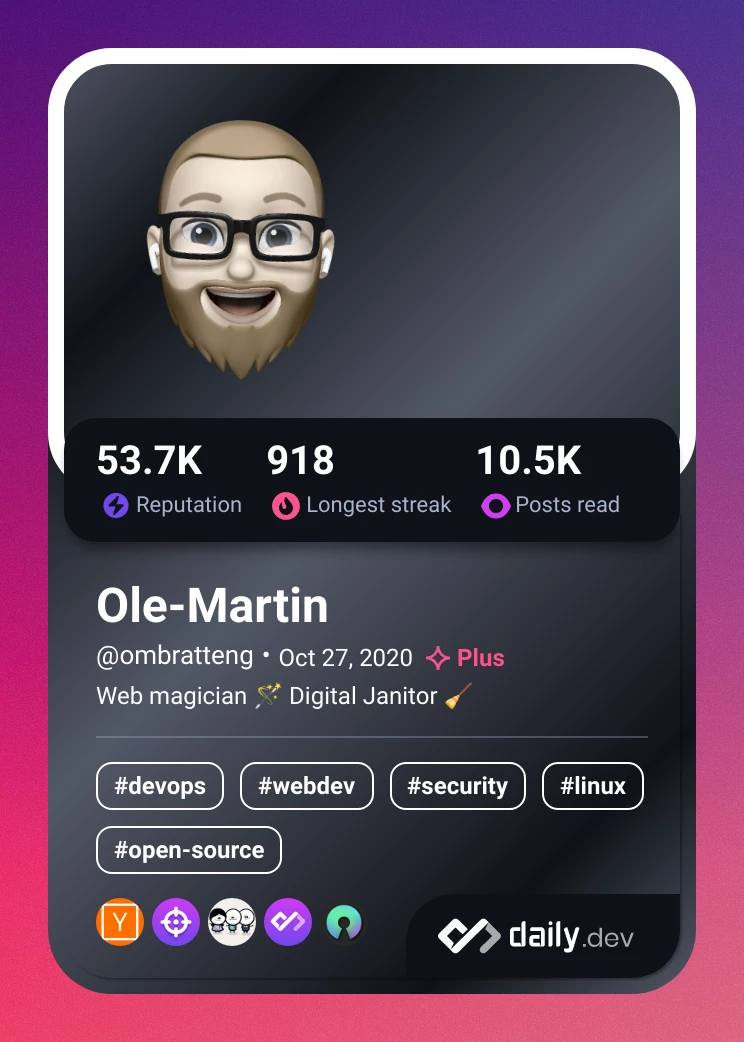 53.7K 918 10.5K
Reputation Longest streak Posts read
Ole-Martin
@ombratteng • Oct 27, 2020 Plus
Web magician 🪄 Digital Janitor 🧹
#devops #webdev #security #linux
#open-source
Y
daily.dev